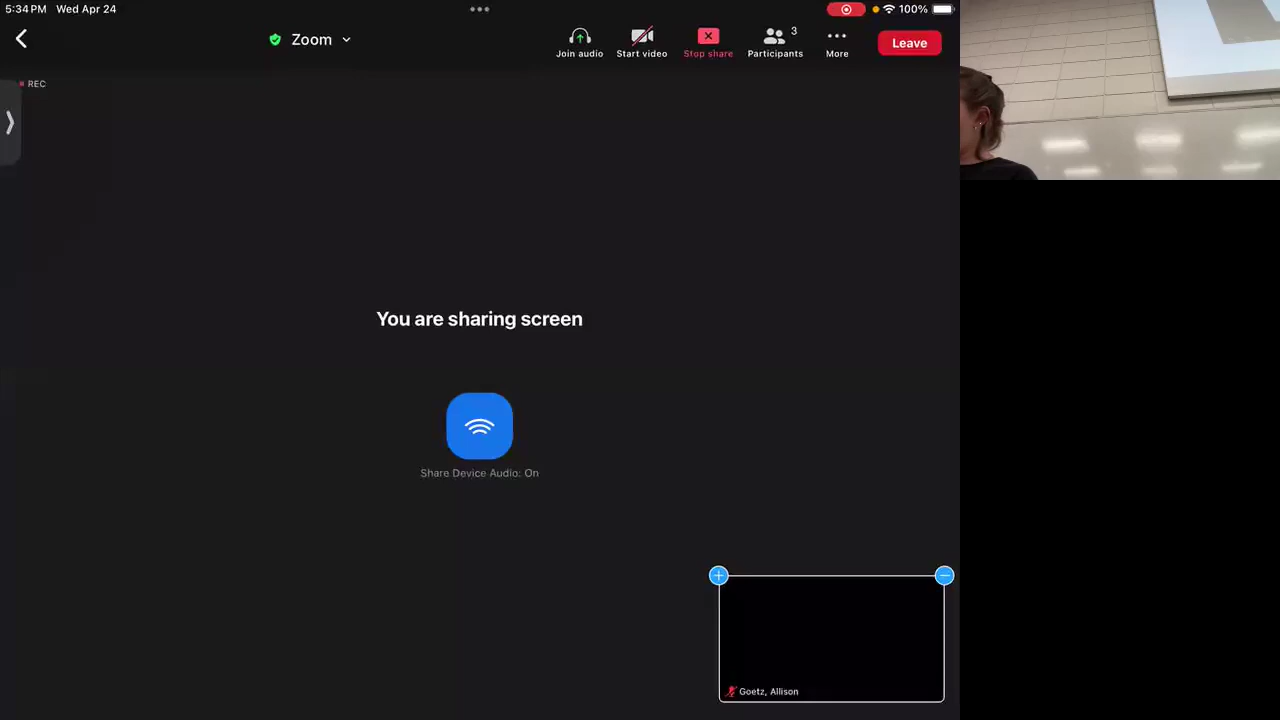 5:34 PM Wed Apr 24
100%
Zoom
Join audio
Start video
Stop share
3
Participants
More
Leave
REC
You are sharing screen
Share Device Audio: On
Goetz, Allison